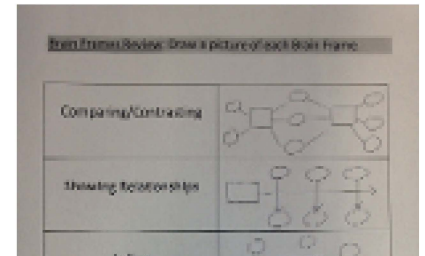 Brain Frames Review: Draw a picture of each Brain Frame
Comparing/Contrasting
Showing Relationships